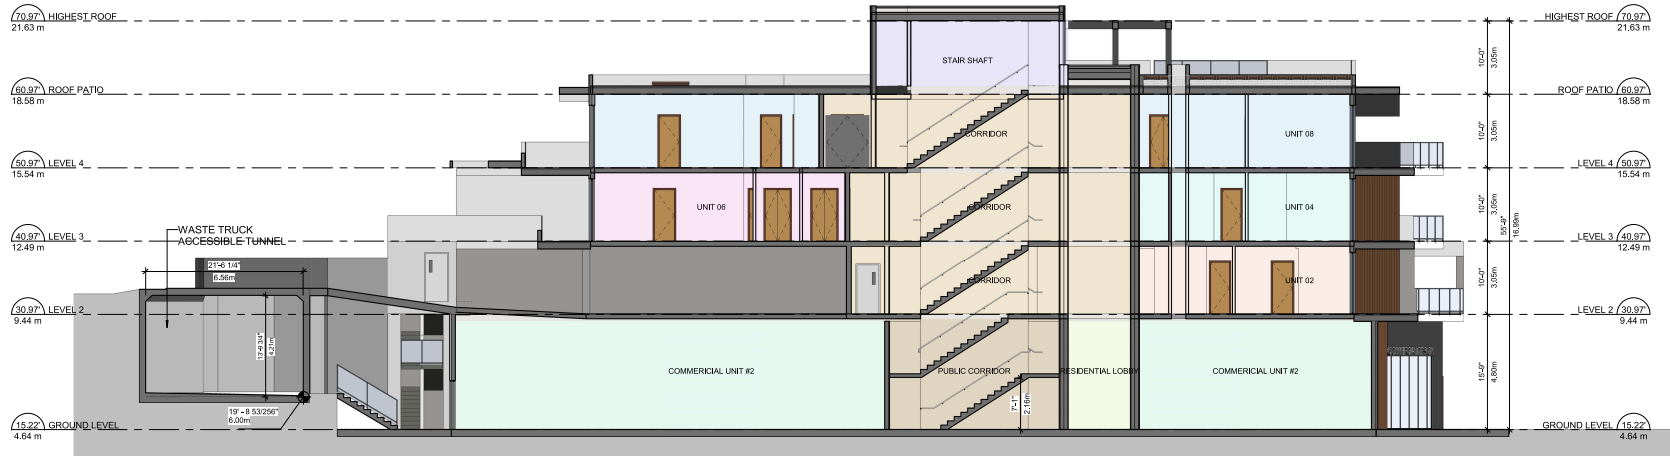 70.97' HIGHEST ROOF
21.63 m
60.97' ROOF PATIO
18.58 m
50.97' LEVEL 4
15.54 m
40.97' LEVEL 3
12.49 m
30.97' LEVEL 2
9.44 m
15.22' GROUND LEVEL
4.64 m
WASTE TRUCK
ACCESSIBLE TUNNEL
21'-6 1/4"
6.56m
13'-9 3/4"
4.21m
19' - 8 53/256"
6.00m
STAIR SHAFT
CORRIDOR
UNIT 08
UNIT 06
CORRIDOR
UNIT 04
CORRIDOR
UNIT 02
COMMERICIAL UNIT #2
PUBLIC CORRIDOR
RESIDENTIAL LOBBY
COMMERICIAL UNIT #2
7'-1"
2.16m
10'-0"
3.05m
10'-0"
3.05m
10'-0"
3.05m
10'-0"
3.05m
15'-9"
4.80m
55'-9"
16.99m
HIGHEST ROOF 70.97'
21.63 m
ROOF PATIO 60.97'
18.58 m
LEVEL 4 50.97'
15.54 m
LEVEL 3 40.97'
12.49 m
LEVEL 2 30.97'
9.44 m
GROUND LEVEL 15.22'
4.64 m